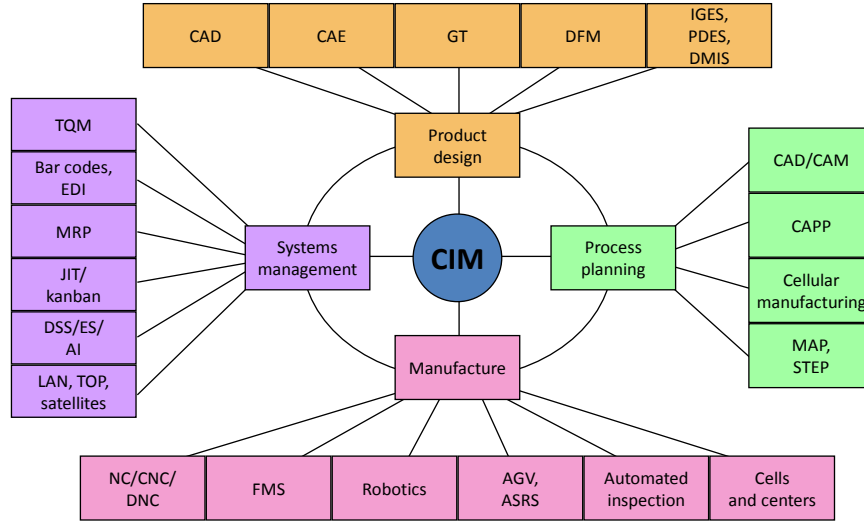 CAD
CAE
GT
DFM
IGES,
PDES,
DMIS
Product
design
TQM
Bar codes,
EDI
MRP
JIT/
kanban
DSS/ES/
AI
LAN, TOP,
satellites
Systems
management
CIM
Process
planning
CAD/CAM
CAPP
Cellular
manufacturing
MAP,
STEP
Manufacture
NC/CNC/
DNC
FMS
Robotics
AGV,
ASRS
Automated
inspection
Cells
and centers